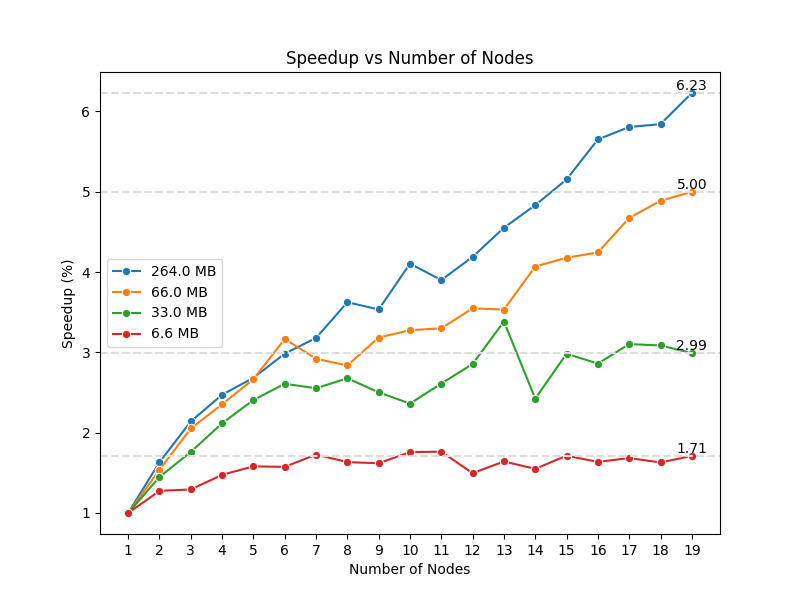 Speedup vs Number of Nodes
Speedup (%)
6
5
4
3
2
1
6.23
5.00
2.99
1.71
264.0 MB
66.0 MB
33.0 MB
6.6 MB
1 2 3 4 5 6 7 8 9 10 11 12 13 14 15 16 17 18 19
Number of Nodes